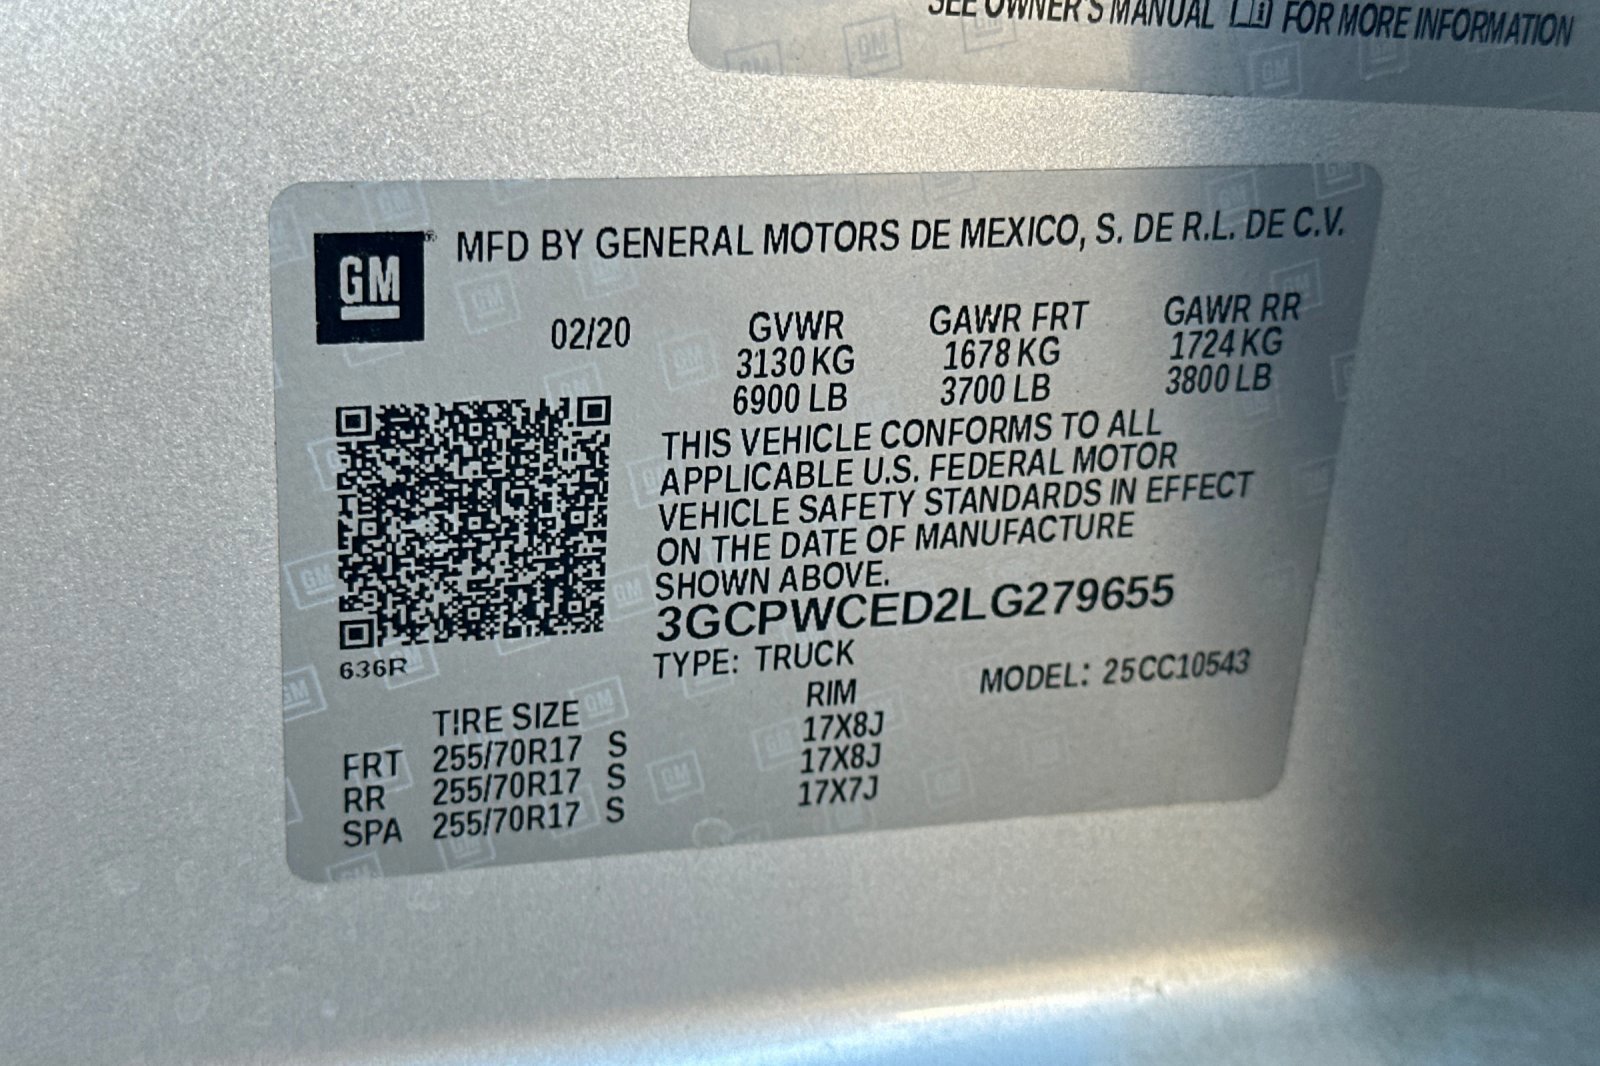 SEE OWNER'S MANUAL FOR MORE INFORMATION
GM
MFD BY GENERAL MOTORS DE MEXICO, S. DE R.L. DE C.V.
02/20 GVWR GAWR FRT GAWR RR
3130 KG 1678 KG 1724 KG
6900 LB 3700 LB 3800 LB
THIS VEHICLE CONFORMS TO ALL
APPLICABLE U.S. FEDERAL MOTOR
VEHICLE SAFETY STANDARDS IN EFFECT
ON THE DATE OF MANUFACTURE
SHOWN ABOVE.
3GCPWCED2LG279655
636R
TYPE: TRUCK MODEL: 25CC10543
TIRE SIZE RIM
FRT 255/70R17 S 17X8J
RR 255/70R17 S 17X8J
SPA 255/70R17 S 17X7J